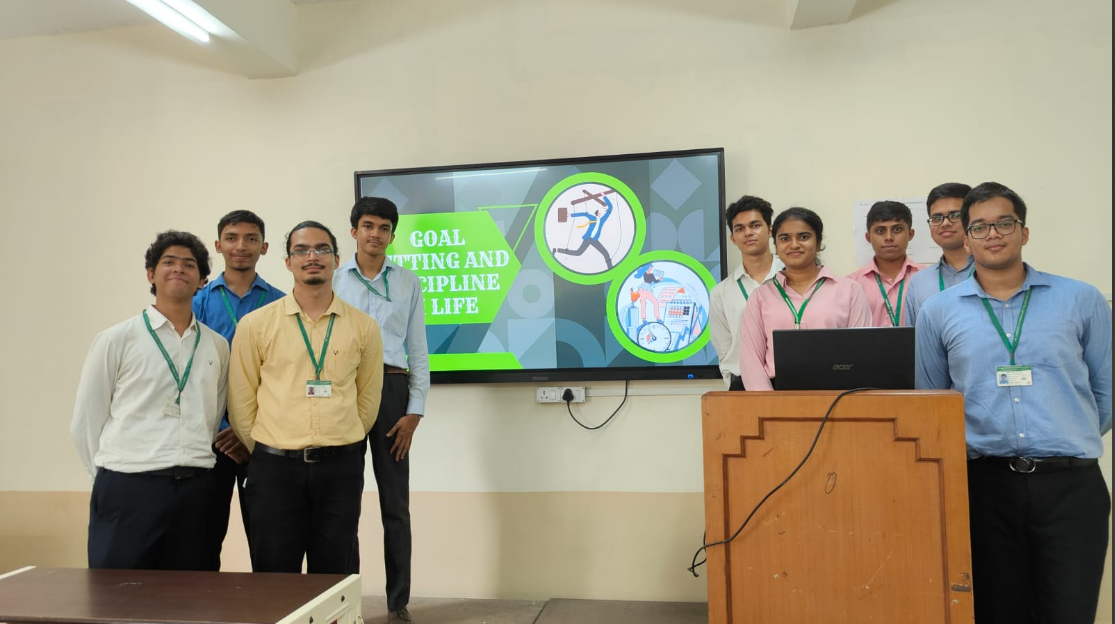 GOAL
TTING AND
CIPLINE
LIFE
acer